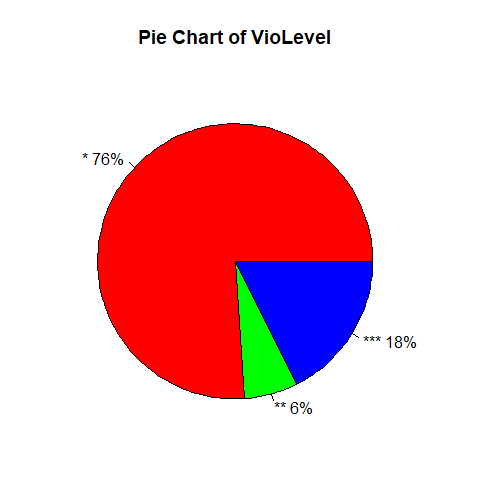 Pie Chart of VioLevel
* 76%
*** 18%
** 6%